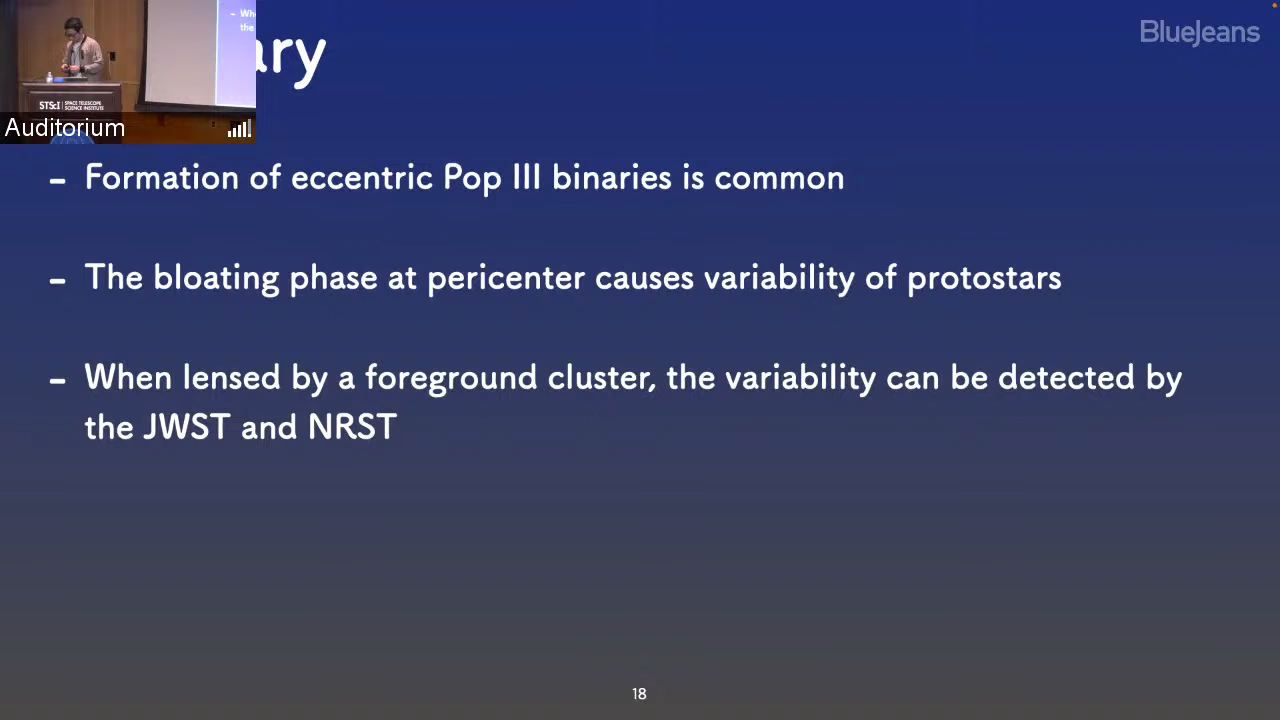 BlueJeans
ary
– Wh
the
STScI | SPACE TELESCOPE
SCIENCE INSTITUTE
Auditorium
– Formation of eccentric Pop III binaries is common
– The bloating phase at pericenter causes variability of protostars
– When lensed by a foreground cluster, the variability can be detected by
the JWST and NRST
18